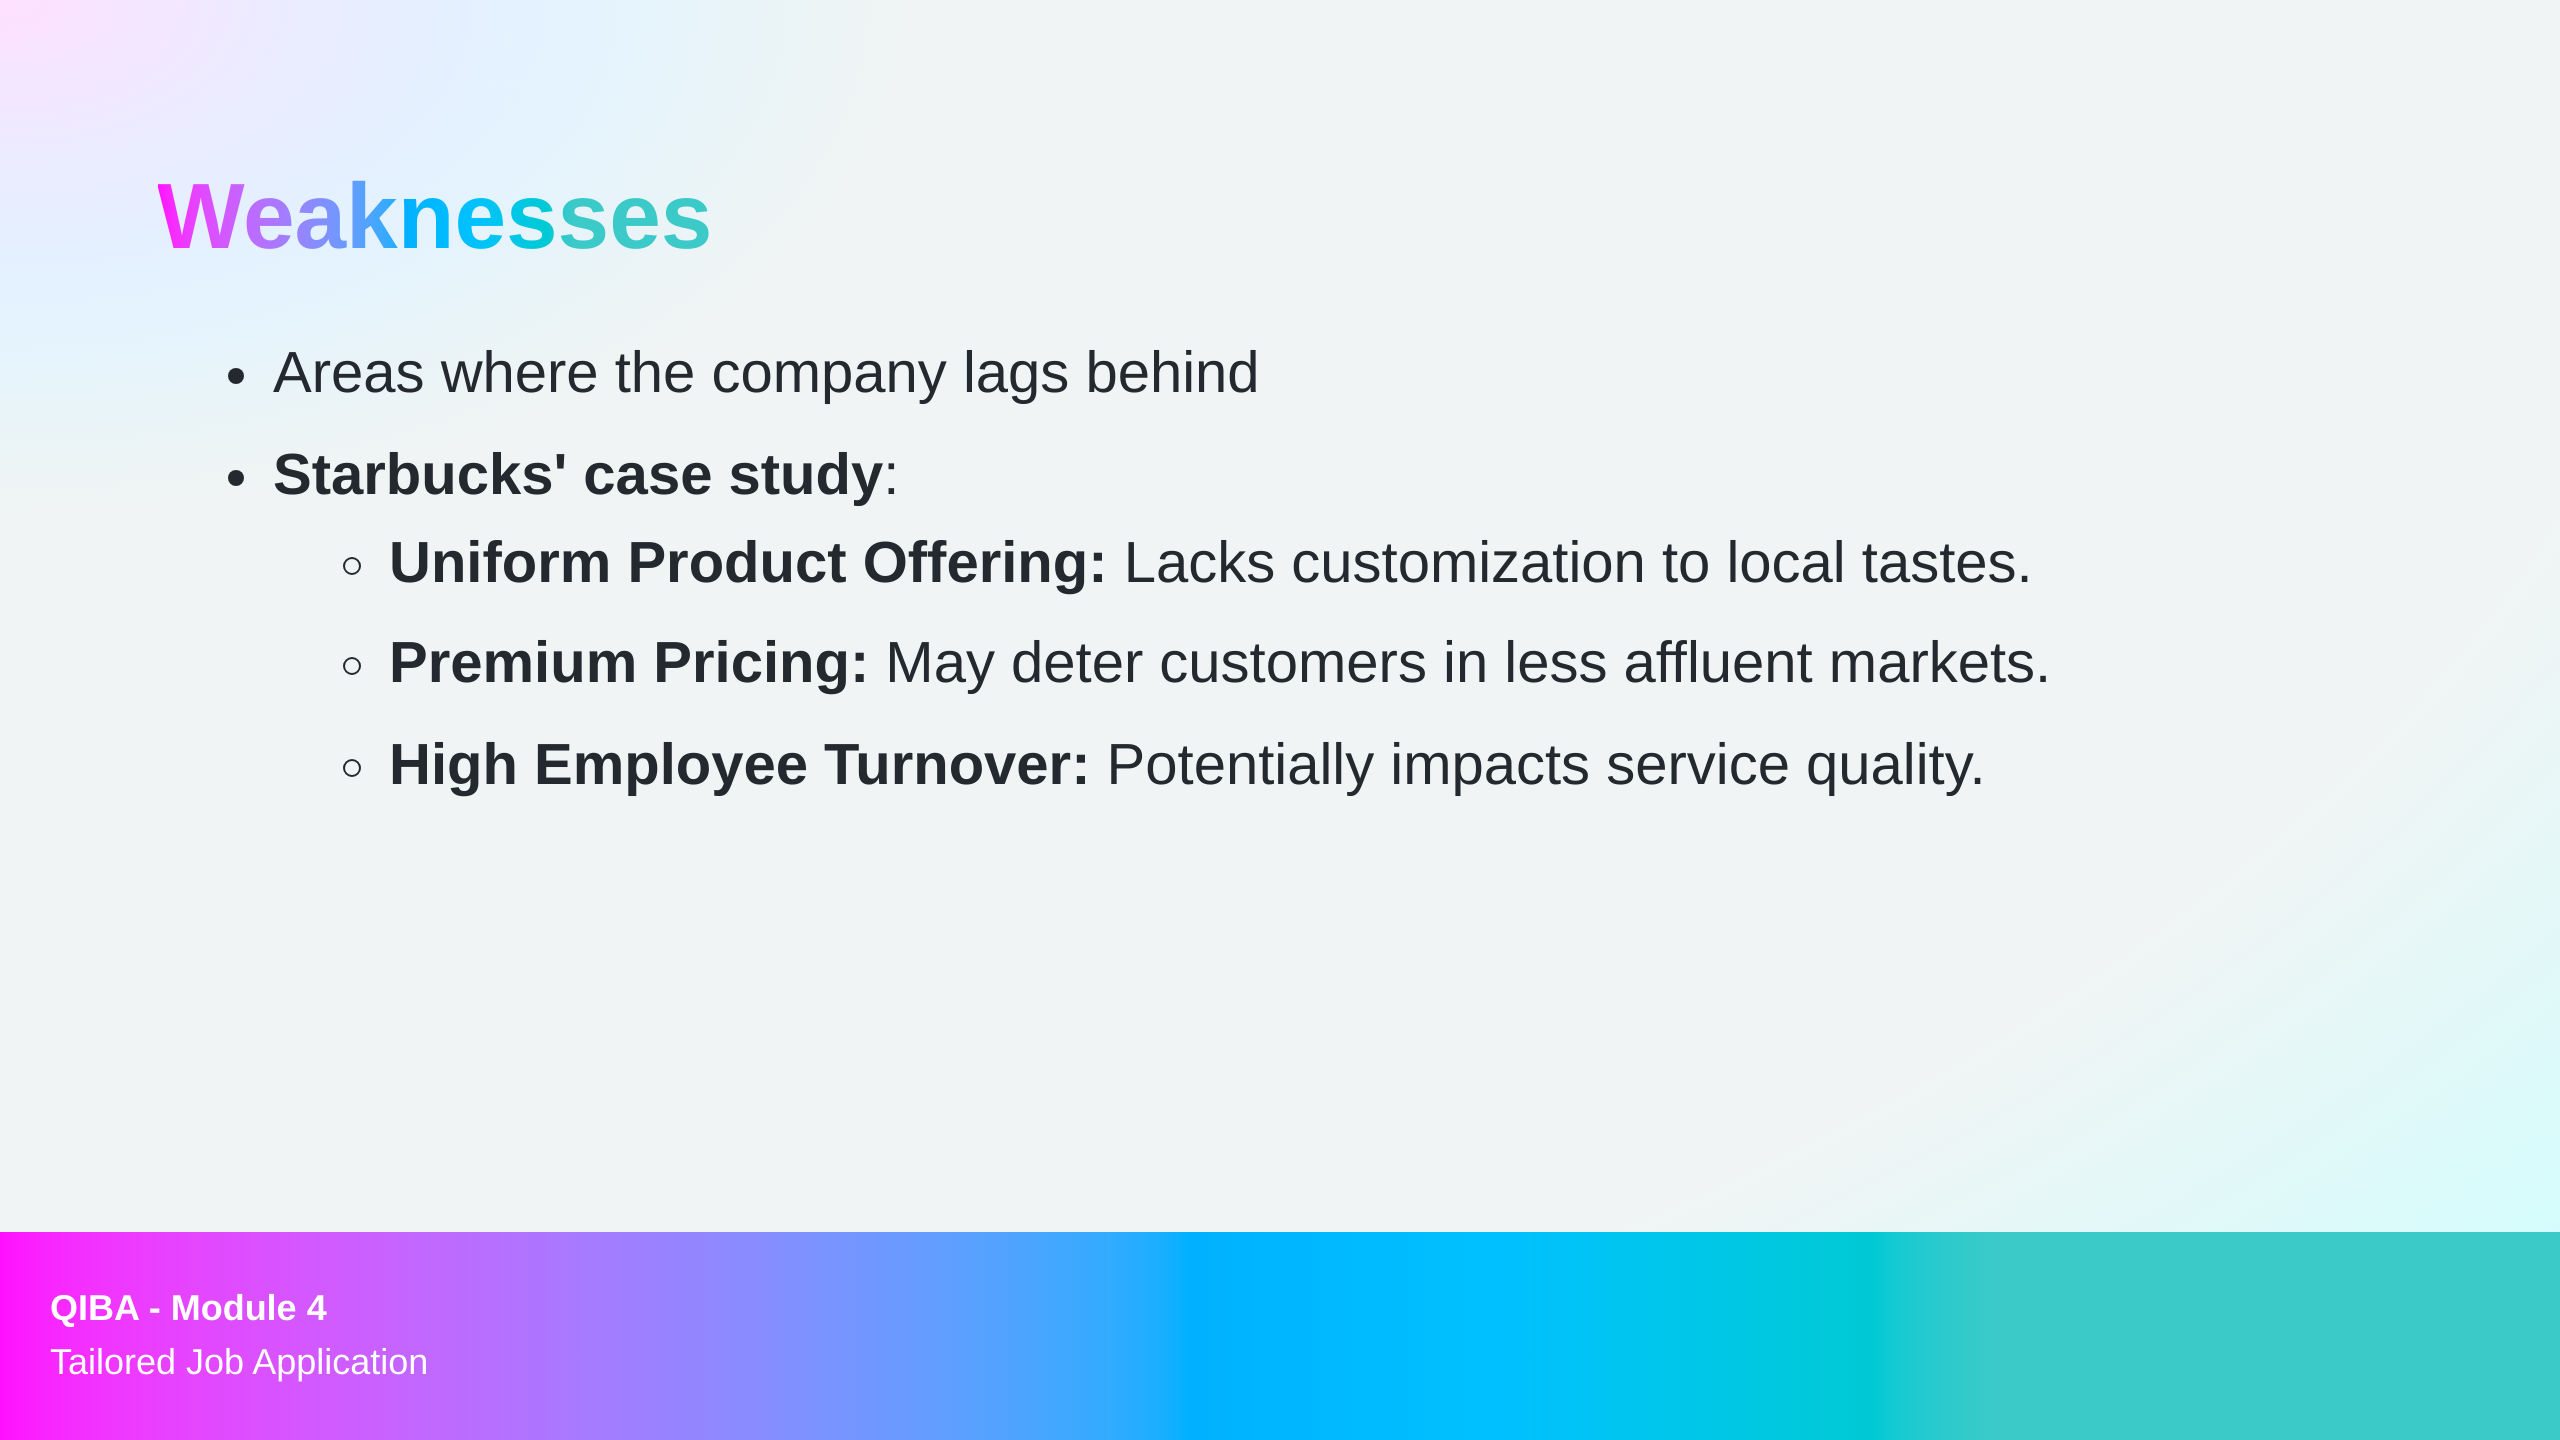 Weaknesses
Areas where the company lags behind
Starbucks' case study:
Uniform Product Offering: Lacks customization to local tastes.
Premium Pricing: May deter customers in less affluent markets.
High Employee Turnover: Potentially impacts service quality.
QIBA - Module 4
Tailored Job Application